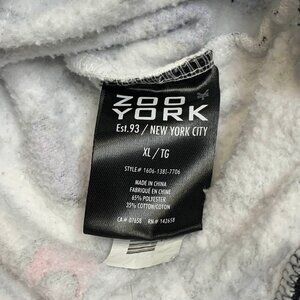 ZOO
YORK
Est.93 / NEW YORK CITY
XL / TG
STYLE# 1606-1381-7706
MADE IN CHINA
FABRIQUÉ EN CHINE
65% POLYESTER
35% COTTON/COTON
CA# 07658 RN# 142658